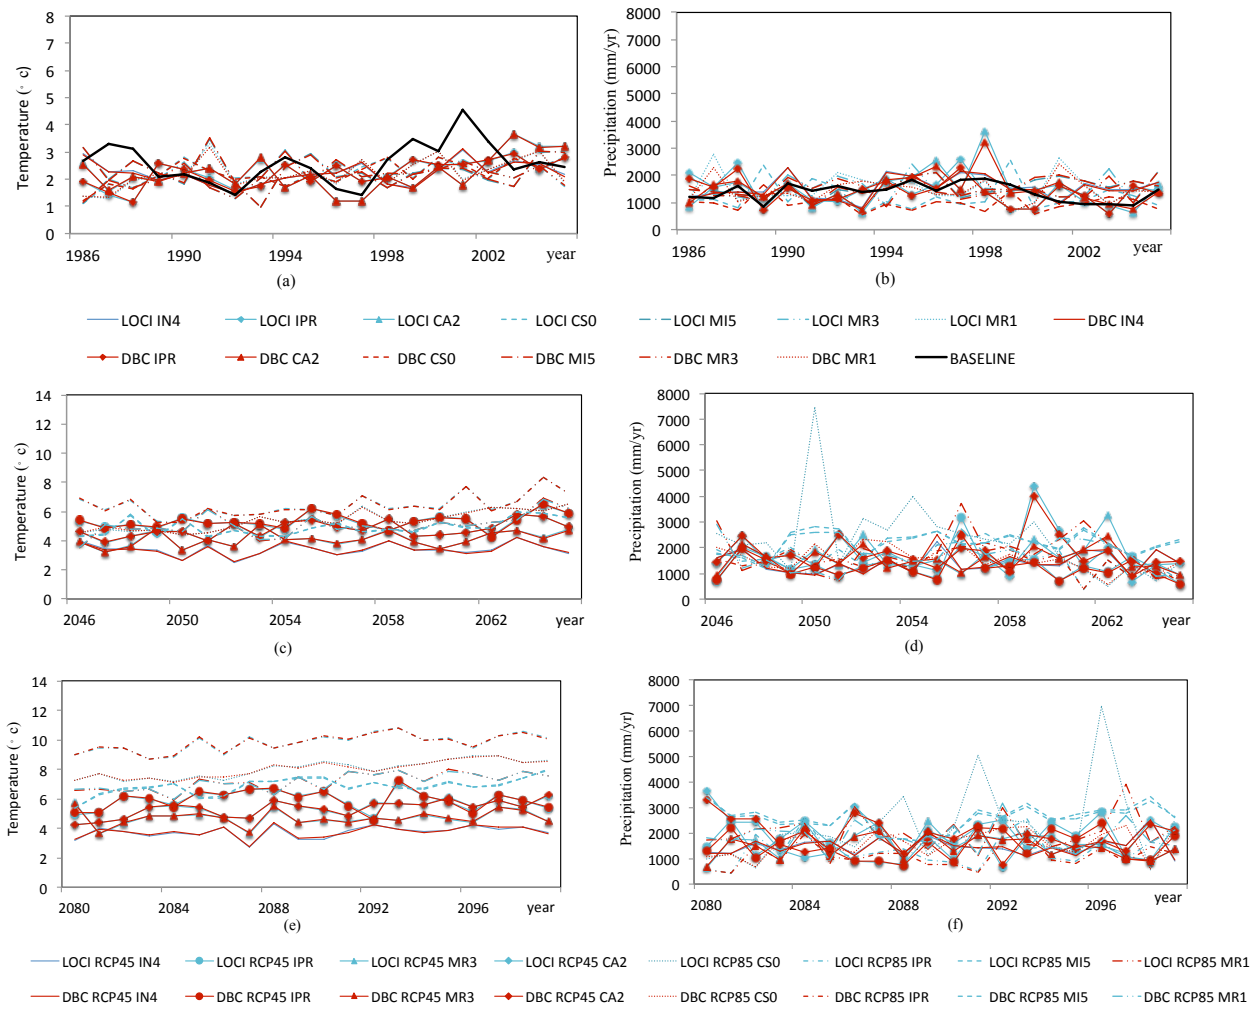 8
7
6
5
4
3
2
1
0
Temperature (° c)
1986 1990 1994 1998 2002 year
(a)
8000
7000
6000
5000
4000
3000
2000
1000
0
Precipitation (mm/yr)
1986 1990 1994 1998 2002 year
(b)
LOCI IN4 LOCI IPR LOCI CA2 LOCI CS0 LOCI MI5 LOCI MR3 LOCI MR1 DBC IN4
DBC IPR DBC CA2 DBC CS0 DBC MI5 DBC MR3 DBC MR1 BASELINE
14
12
10
8
6
4
2
0
Temperature (° c)
2046 2050 2054 2058 2062 year
(c)
8000
7000
6000
5000
4000
3000
2000
1000
0
Precipitation (mm/yr)
2046 2050 2054 2058 2062 year
(d)
14
12
10
8
6
4
2
0
Temperature (° c)
2080 2084 2088 2092 2096 year
(e)
8000
7000
6000
5000
4000
3000
2000
1000
0
Precipitation (mm/yr)
2080 2084 2088 2092 2096 year
(f)
LOCI RCP45 IN4 LOCI RCP45 IPR LOCI RCP45 MR3 LOCI RCP45 CA2 LOCI RCP85 CS0 LOCI RCP85 IPR LOCI RCP85 MI5 LOCI RCP85 MR1
DBC RCP45 IN4 DBC RCP45 IPR DBC RCP45 MR3 DBC RCP45 CA2 DBC RCP85 CS0 DBC RCP85 IPR DBC RCP85 MI5 DBC RCP85 MR1